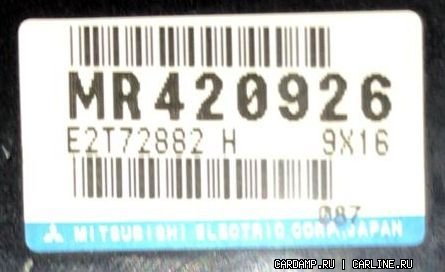 MR420926
E2T72882 H 9X16
087
MITSUBISHI ELECTRIC CORP. JAPAN
CARDAMP.RU | CARLINE.RU